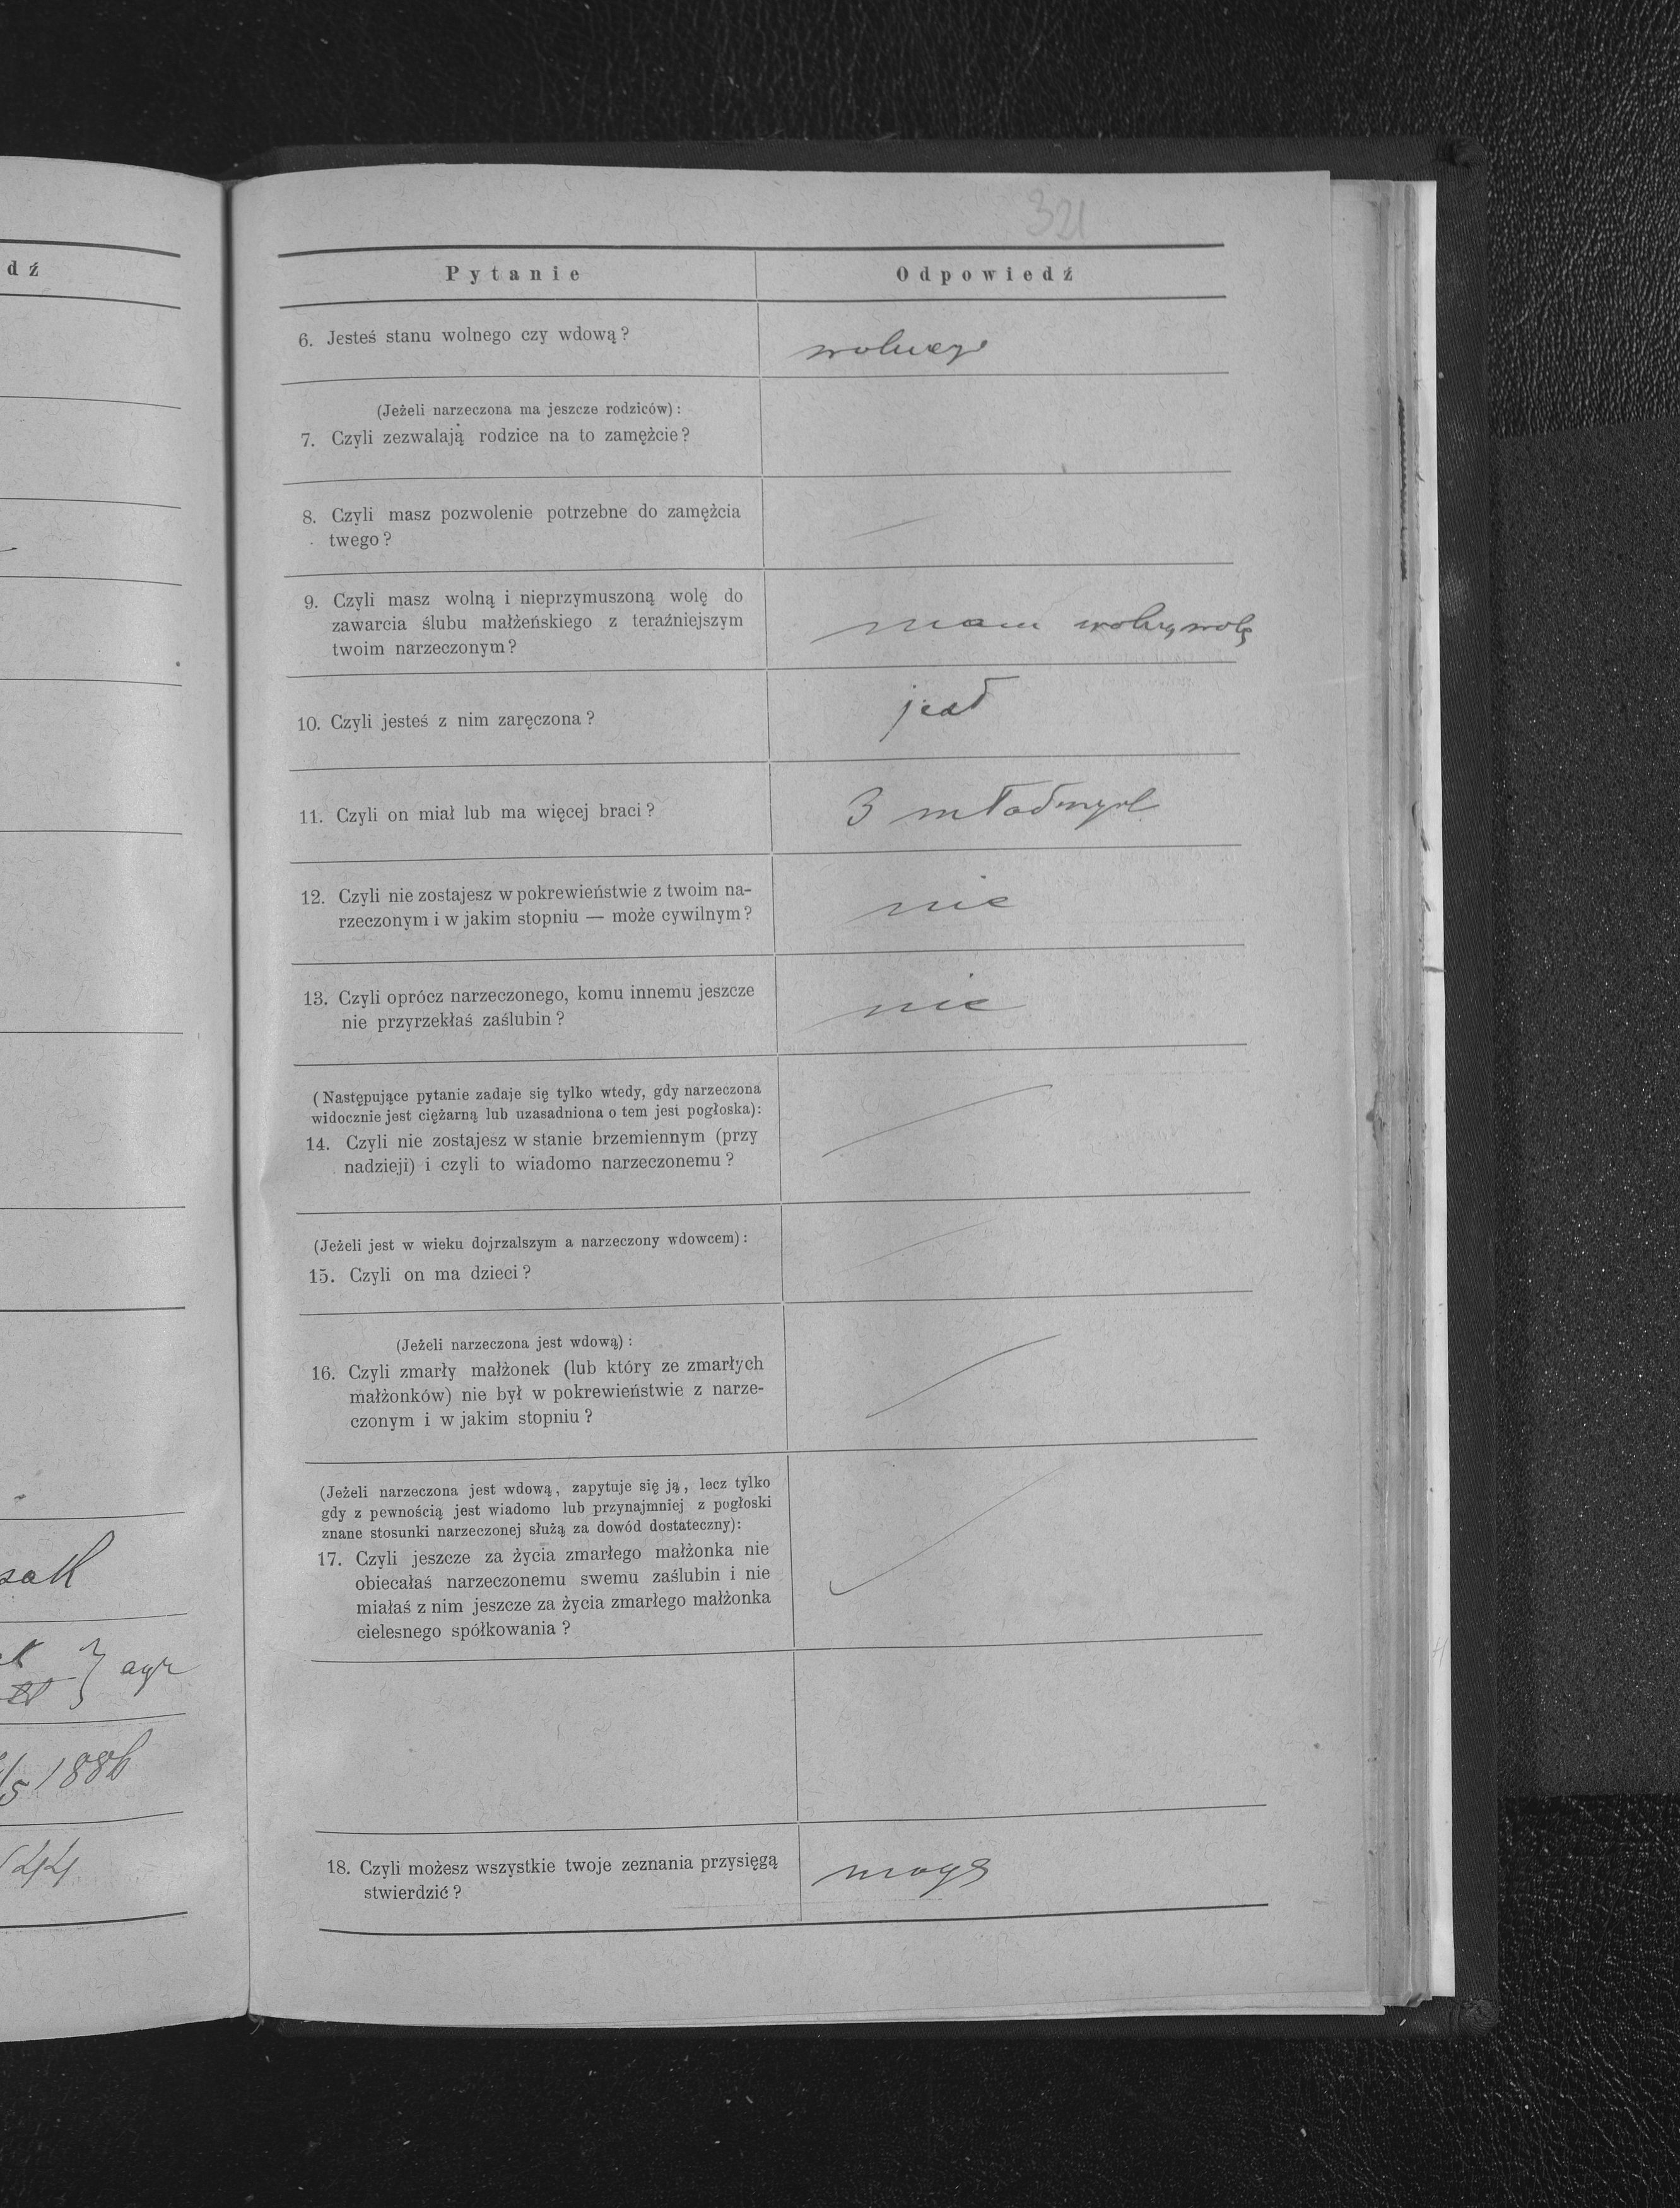 321
dź
Pytanie Odpowiedź
6. Jesteś stanu wolnego czy wdową? wolnego
(Jeżeli narzeczona ma jeszcze rodziców):
7. Czyli zezwalają rodzice na to zamężcie?
8. Czyli masz pozwolenie potrzebne do zamężcia
twego?
9. Czyli masz wolną i nieprzymuszoną wolę do
zawarcia ślubu małżeńskiego z teraźniejszym
twoim narzeczonym?
mam wolną wolę
10. Czyli jesteś z nim zaręczona?
11. Czyli on miał lub ma więcej braci? 3 młodszych
12. Czyli nie zostajesz w pokrewieństwie z twoim na-
rzeczonym i w jakim stopniu — może cywilnym?
nie
13. Czyli oprócz narzeczonego, komu innemu jeszcze
nie przyrzekłaś zaślubin?
nie
(Następujące pytanie zadaje się tylko wtedy, gdy narzeczona
widocznie jest ciężarną lub uzasadniona o tem jest pogłoska):
14. Czyli nie zostajesz w stanie brzemiennym (przy
nadzieji) i czyli to wiadomo narzeczonemu?
(Jeżeli jest w wieku dojrzalszym a narzeczony wdowcem):
15. Czyli on ma dzieci?
(Jeżeli narzeczona jest wdową):
16. Czyli zmarły małżonek (lub który ze zmarłych
małżonków) nie był w pokrewieństwie z narze-
czonym i w jakim stopniu?
(Jeżeli narzeczona jest wdową, zapytuje się ją, lecz tylko
gdy z pewnością jest wiadomo lub przynajmniej z pogłoski
znane stosunki narzeczonej służą za dowód dostateczny):
17. Czyli jeszcze za życia zmarłego małżonka nie
obiecałaś narzeczonemu swemu zaślubin i nie
miałaś z nim jeszcze za życia zmarłego małżonka
cielesnego spółkowania?
18. Czyli możesz wszystkie twoje zeznania przysięgą
stwierdzić?
mogę
agr
/5 1886
44